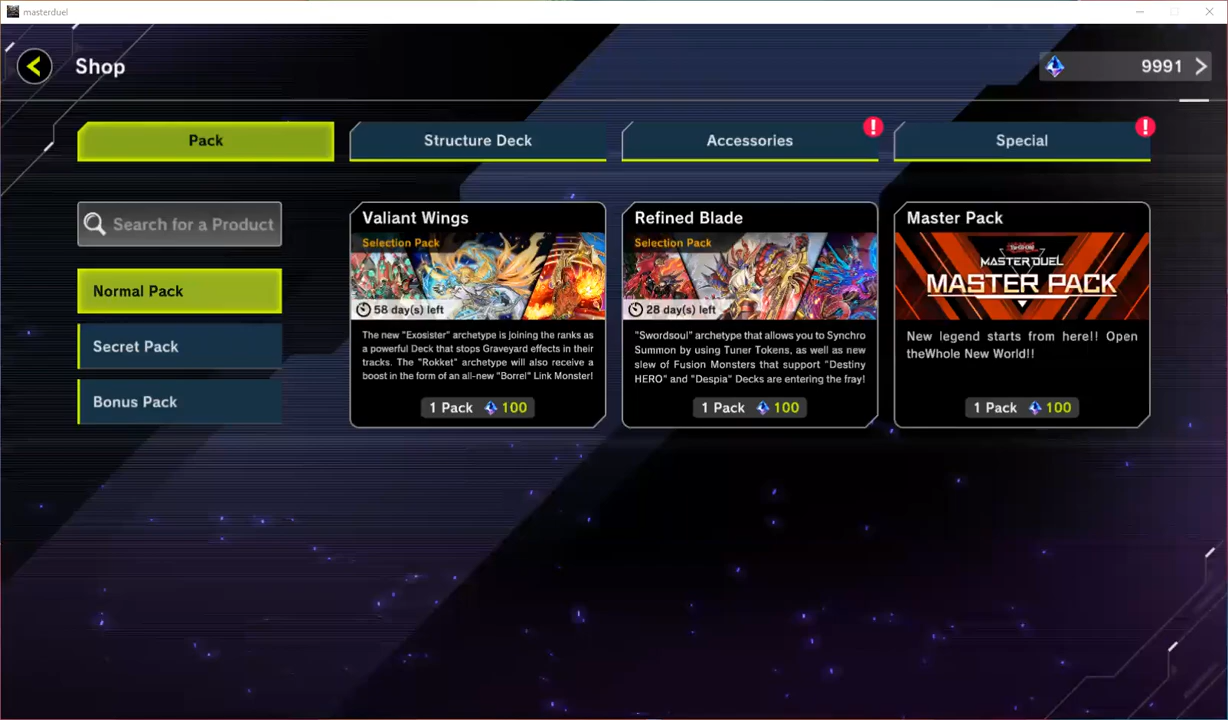 masterduel
Shop
9991
Pack
Structure Deck
Accessories
!
Special
!
Search for a Product
Normal Pack
Secret Pack
Bonus Pack
Valiant Wings
Selection Pack
58 day(s) left
The new "Exosister" archetype is joining the ranks as
a powerful Deck that stops Graveyard effects in their
tracks. The "Rokket" archetype will also receive a
boost in the form of an all-new "Borrel" Link Monster!
1 Pack 100
Refined Blade
Selection Pack
28 day(s) left
"Swordsoul" archetype that allows you to Synchro
Summon by using Tuner Tokens, as well as new
slew of Fusion Monsters that support "Destiny
HERO" and "Despia" Decks are entering the fray!
1 Pack 100
Master Pack
Yu-Gi-Oh!
MASTER DUEL
MASTER PACK
New legend starts from here!! Open
theWhole New World!!
1 Pack 100